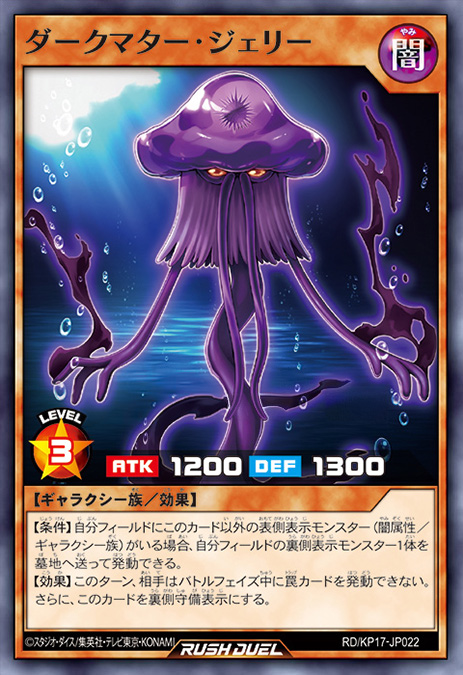 ダークマター・ジェリー
やみ
闇
LEVEL
3
ATK 1200 DEF 1300
【ギャラクシー族／効果】
【条件】自分フィールドにこのカード以外の表側表示モンスター（闇属性／
ギャラクシー族）がいる場合、自分フィールドの裏側表示モンスター1体を
墓地へ送って発動できる。
【効果】このターン、相手はバトルフェイズ中に罠カードを発動できない。
さらに、このカードを裏側守備表示にする。
©スタジオ・ダイス/集英社・テレビ東京・KONAMI
RUSH DUEL
RD/KP17-JP022